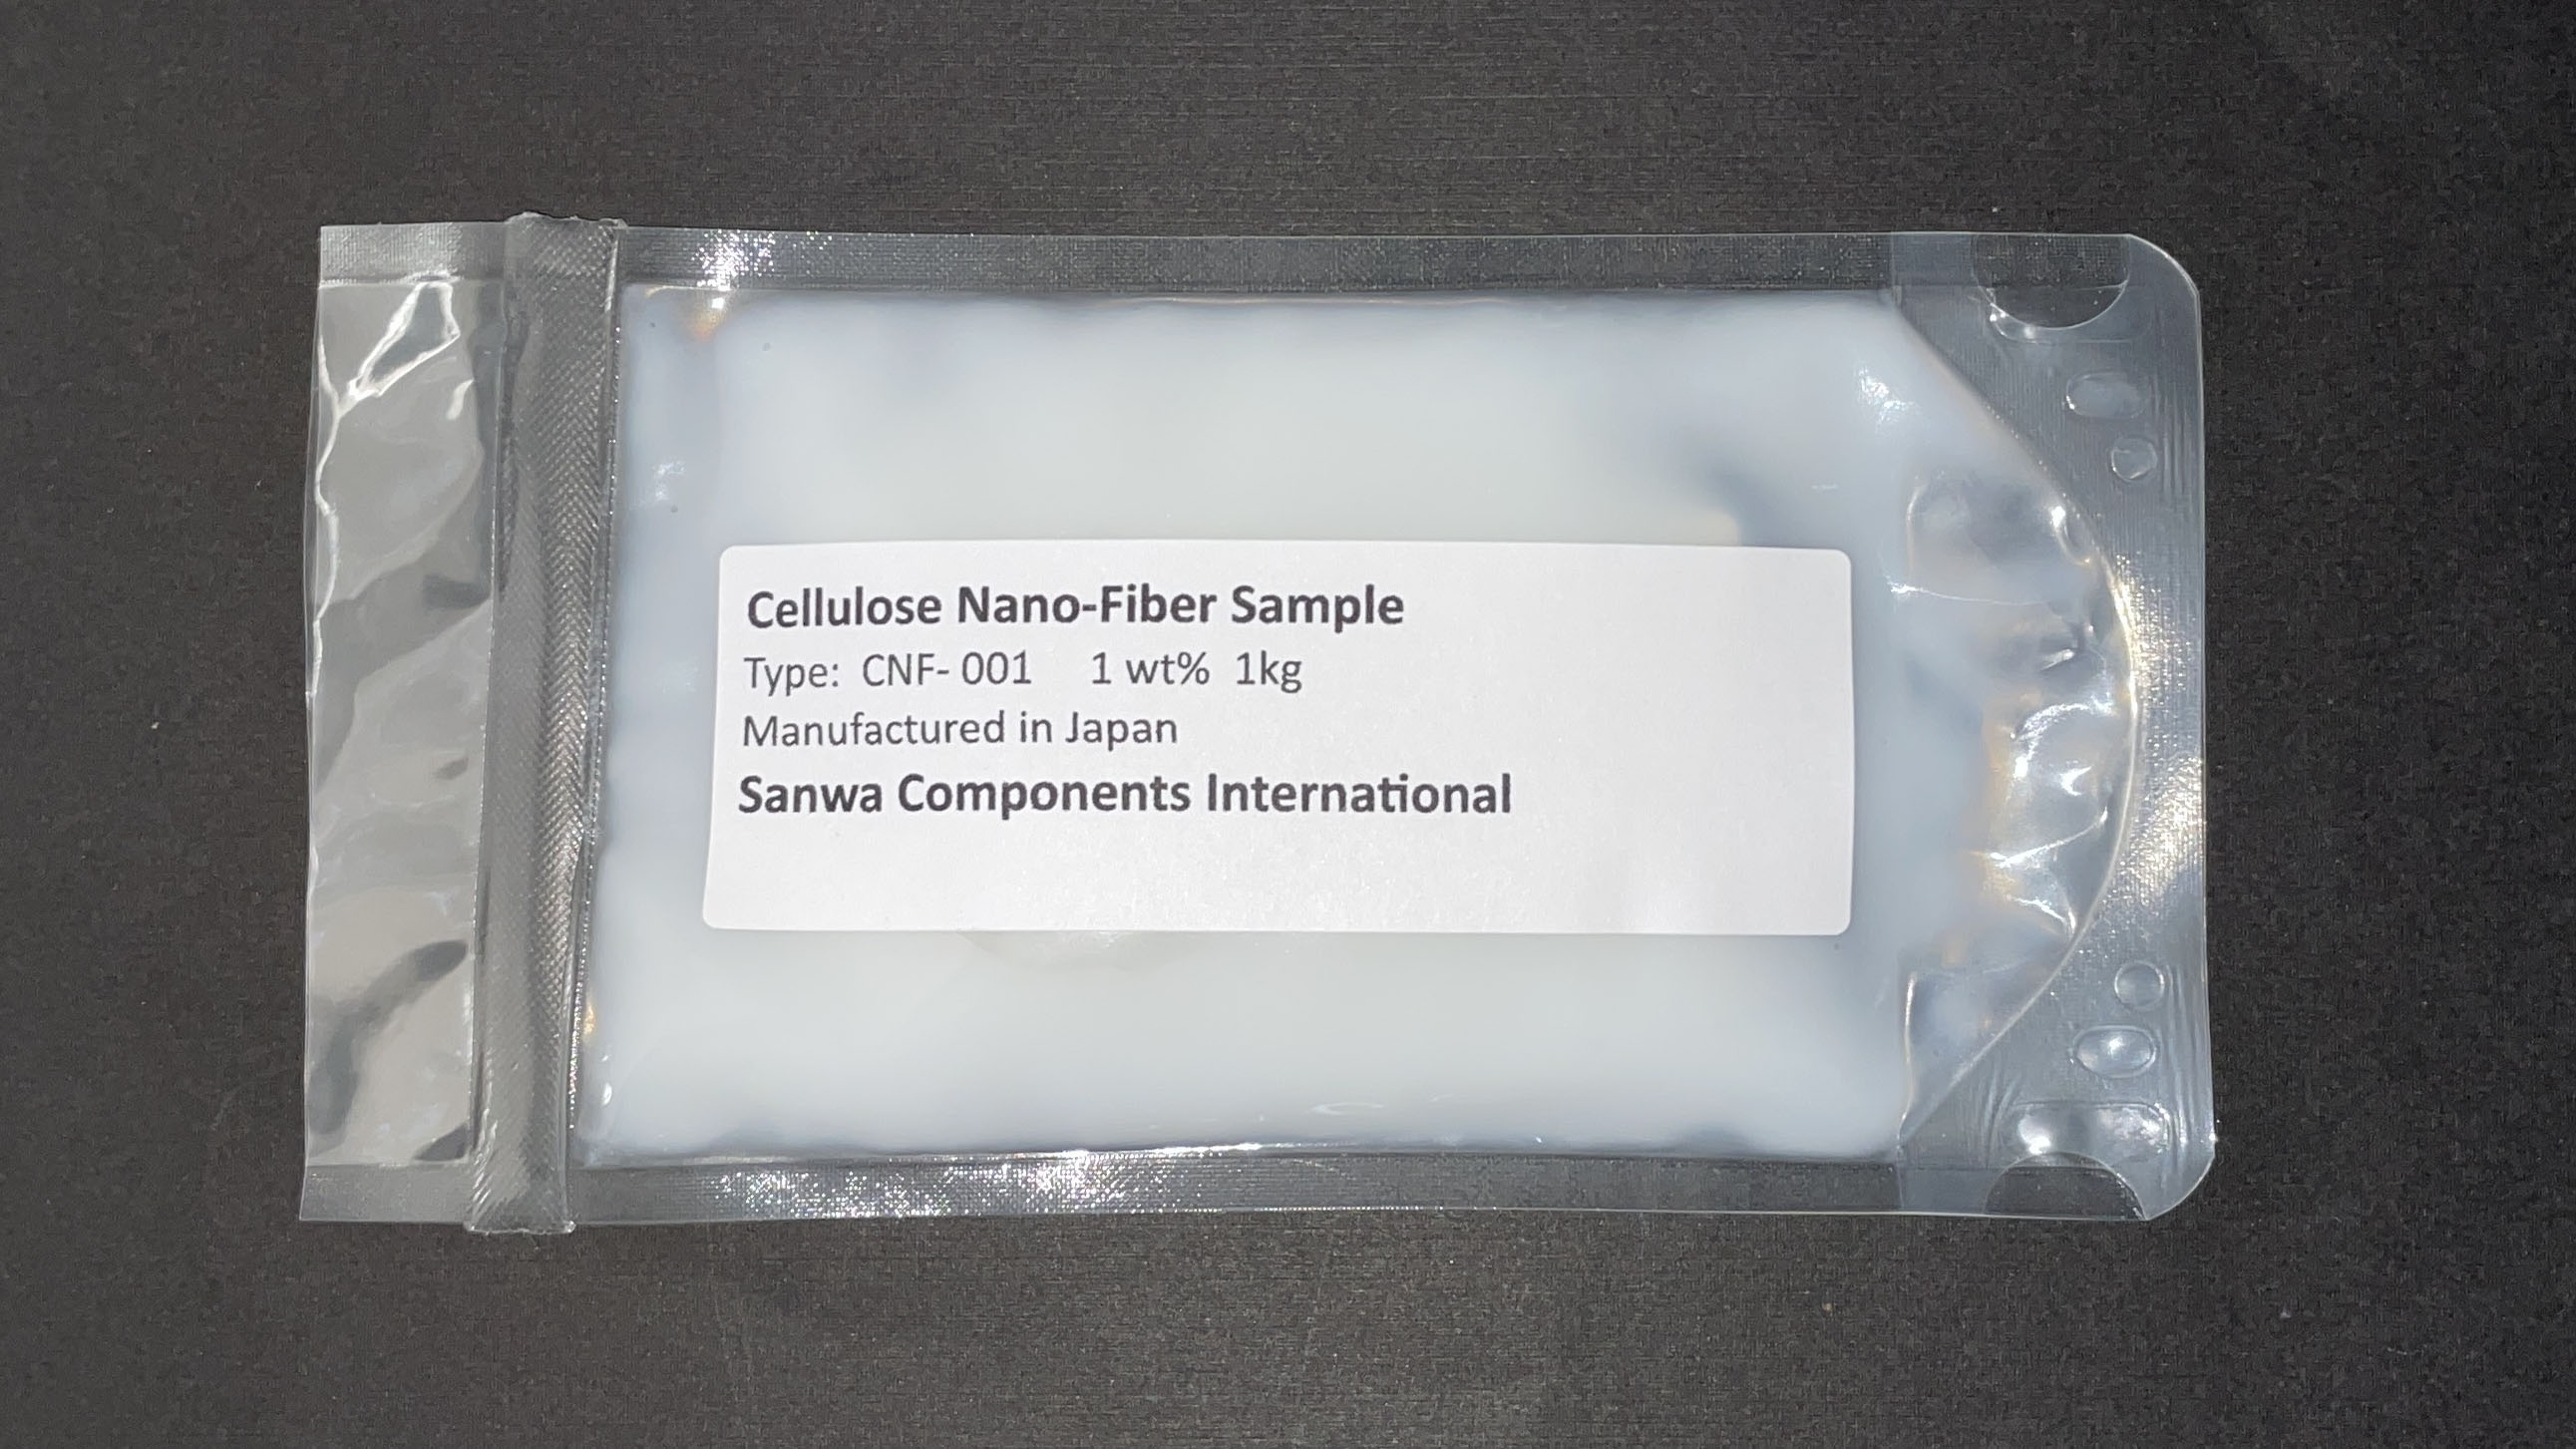 Cellulose Nano-Fiber Sample
Type: CNF- 001 1 wt% 1kg
Manufactured in Japan
Sanwa Components International